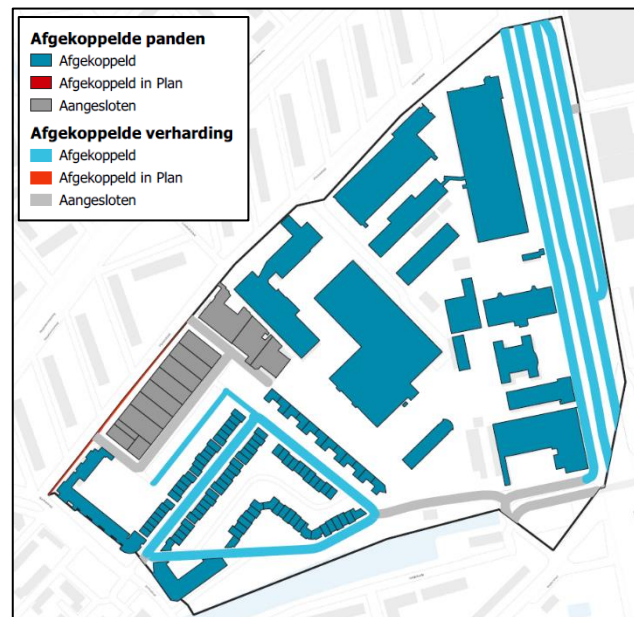 Afgekoppelde panden
Afgekoppeld
Afgekoppeld in Plan
Aangesloten
Afgekoppelde verharding
Afgekoppeld
Afgekoppeld in Plan
Aangesloten